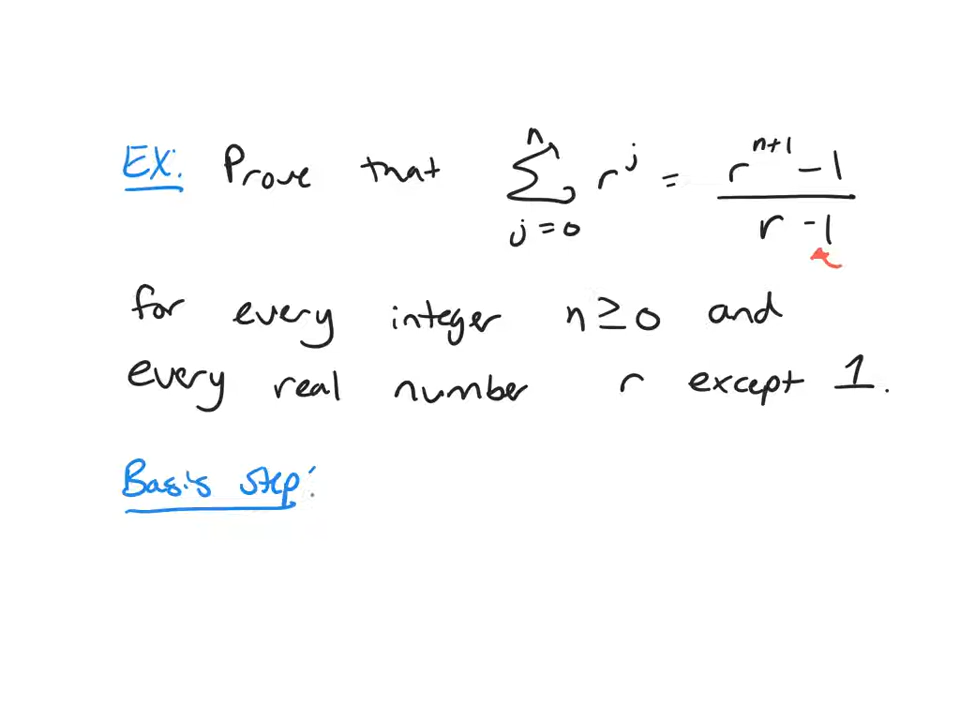 EX: Prove that $\sum_{j=0}^{n} r^j = \frac{r^{n+1}-1}{r-1}$
for every integer n ≥ 0 and
every real number r except 1.
Basis step: